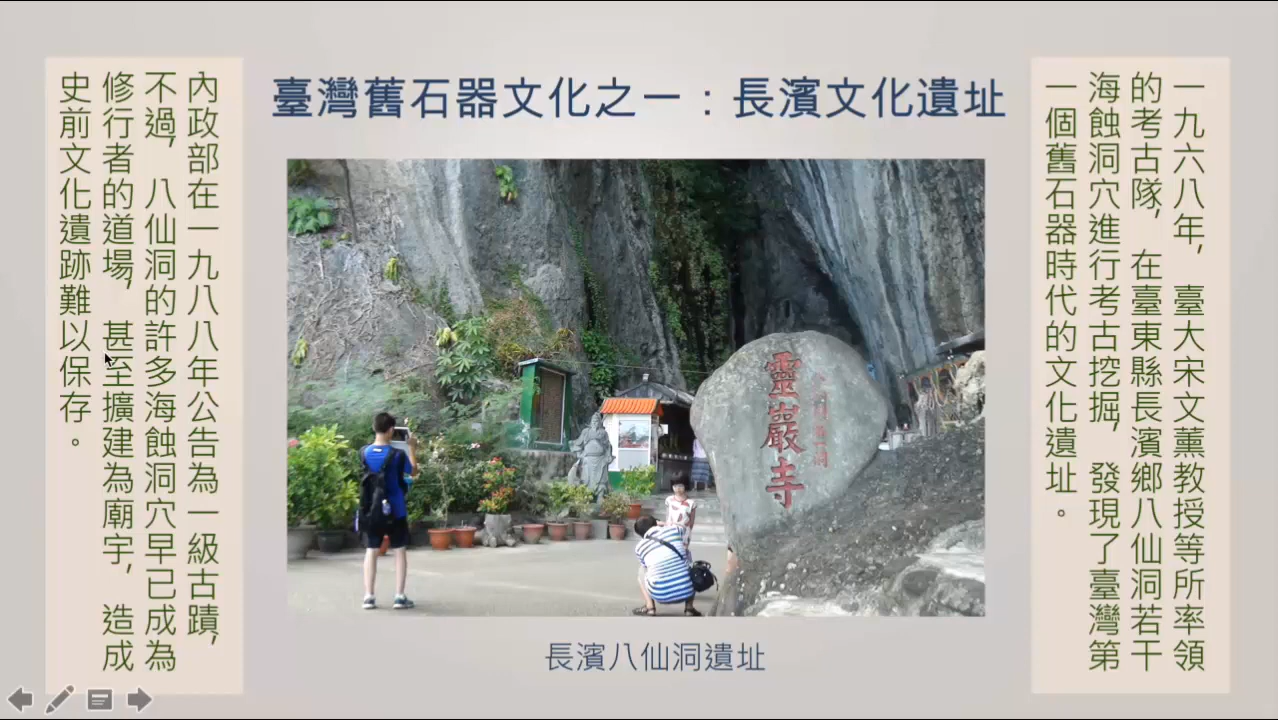 臺灣舊石器文化之一：長濱文化遺址
一九六八年，臺大宋文薰教授等所率領
的考古隊，在臺東縣長濱鄉八仙洞若干
海蝕洞穴進行考古挖掘，發現了臺灣第
一個舊石器時代的文化遺址。
靈巖寺
長濱八仙洞遺址
內政部在一九八八年公告為一級古蹟，
不過，八仙洞的許多海蝕洞穴早已成為
修行者的道場，甚至擴建為廟宇，造成
史前文化遺跡難以保存。